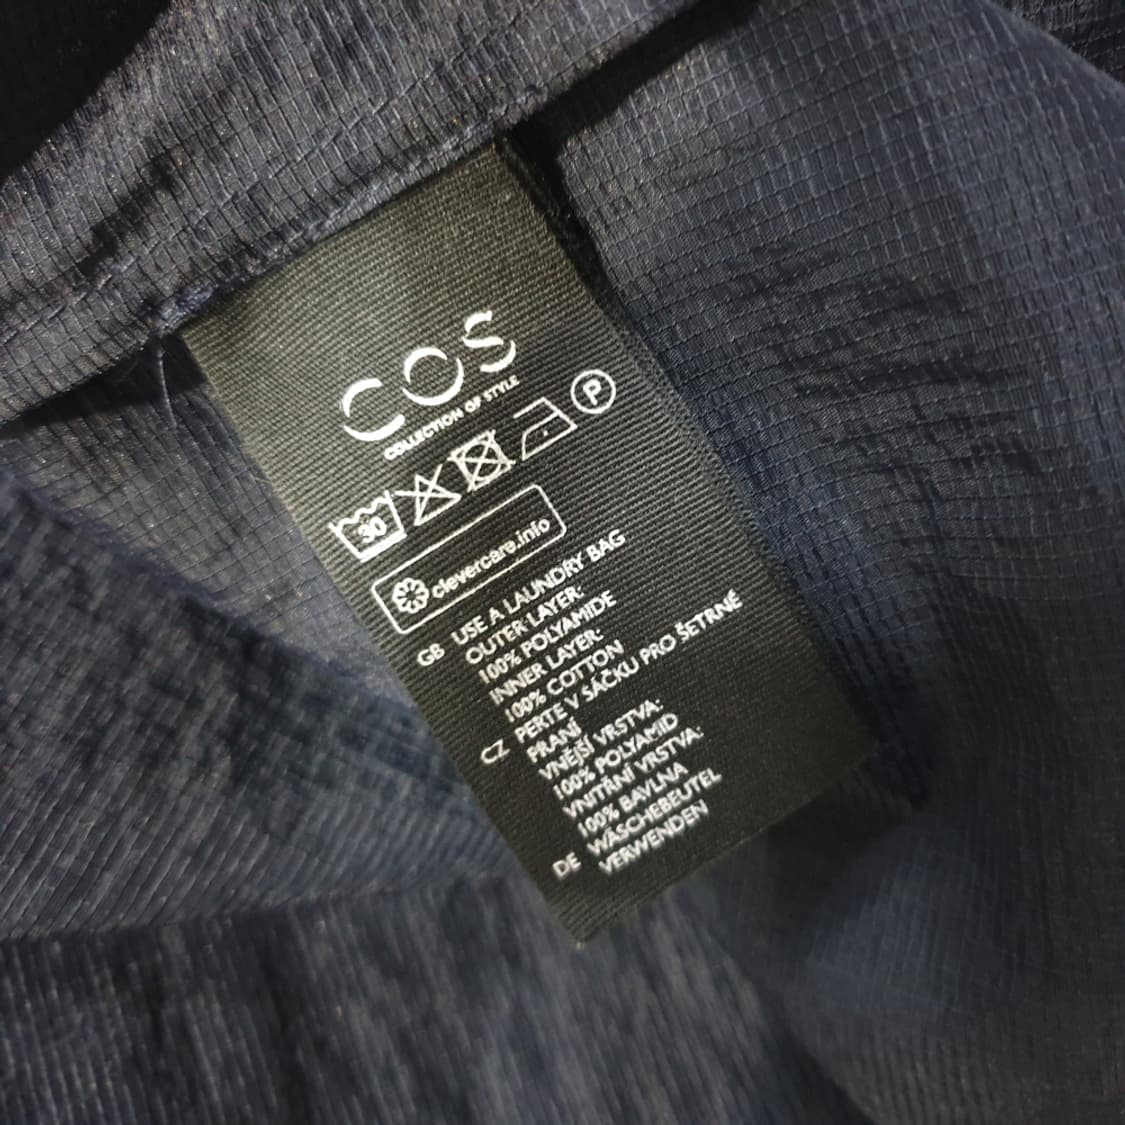 COS
COLLECTION OF STYLE
30
P
clevercare.info
GB USE A LAUNDRY BAG
OUTER LAYER:
100% POLYAMIDE
INNER LAYER:
100% COTTON
CZ PERTE V SÁČKU PRO ŠETRNÉ
PRANÍ
VNĚJŠÍ VRSTVA:
100% POLYAMID
VNITŘNÍ VRSTVA:
100% BAVLNA
DE WÄSCHEBEUTEL
VERWENDEN